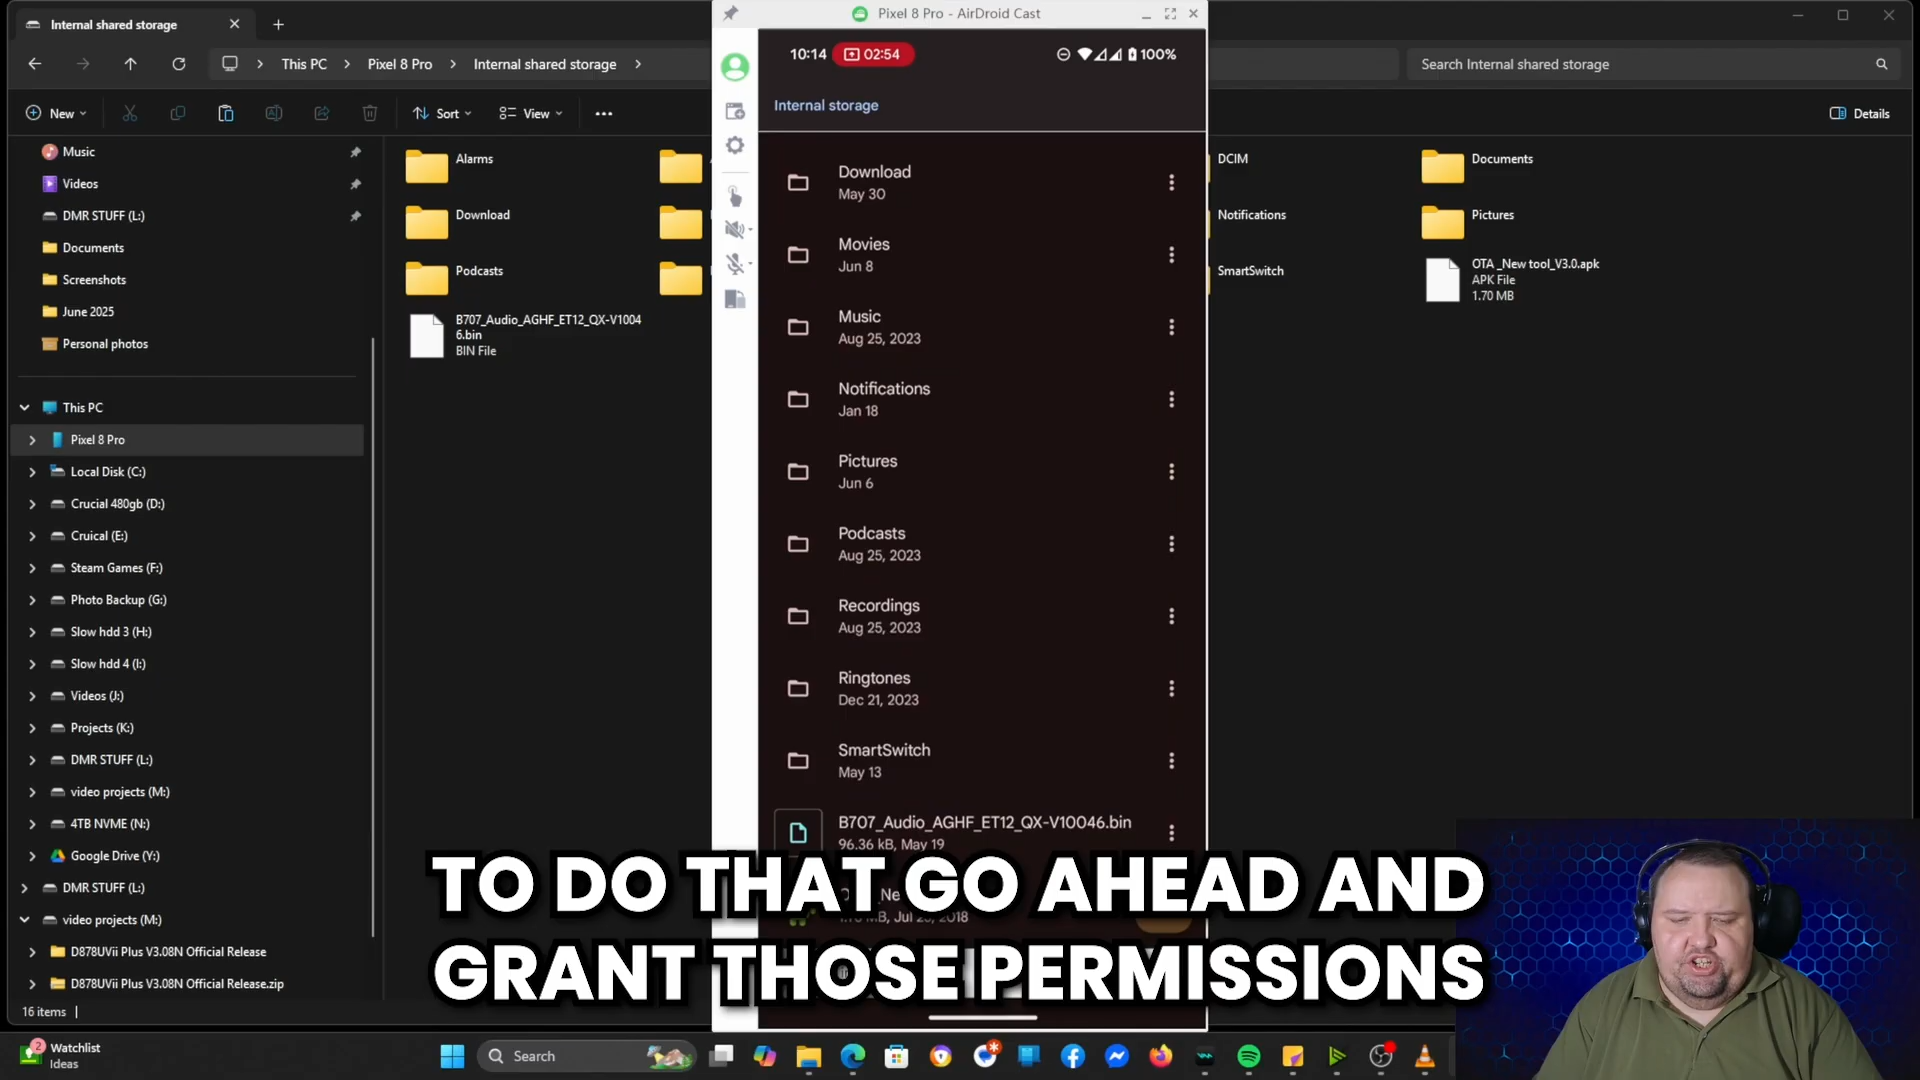 Internal shared storage
Pixel 8 Pro - AirDroid Cast
This PC
Pixel 8 Pro
Internal shared storage
Search Internal shared storage
New
Sort
View
Details
Music
Videos
DMR STUFF (L:)
Documents
Screenshots
June 2025
Personal photos
This PC
Pixel 8 Pro
Local Disk (C:)
Crucial 480gb (D:)
Cruical (E:)
Steam Games (F:)
Photo Backup (G:)
Slow hdd 3 (H:)
Slow hdd 4 (I:)
Videos (J:)
Projects (K:)
DMR STUFF (L:)
video projects (M:)
4TB NVME (N:)
Google Drive (Y:)
DMR STUFF (L:)
video projects (M:)
D878UVii Plus V3.08N Official Release
D878UVii Plus V3.08N Official Release.zip
16 items
Alarms
Download
Podcasts
B707_Audio_AGHF_ET12_QX-V1004
6.bin
BIN File
10:14 02:54 100%
Internal storage
Download
May 30
Movies
Jun 8
Music
Aug 25, 2023
Notifications
Jan 18
Pictures
Jun 6
Podcasts
Aug 25, 2023
Recordings
Aug 25, 2023
Ringtones
Dec 21, 2023
SmartSwitch
May 13
B707_Audio_AGHF_ET12_QX-V10046.bin
96.36 kB, May 19
DCIM
Notifications
SmartSwitch
Documents
Pictures
OTA _New tool_V3.0.apk
APK File
1.70 MB
TO DO THAT GO AHEAD AND
GRANT THOSE PERMISSIONS
2
Watchlist
Ideas
Search